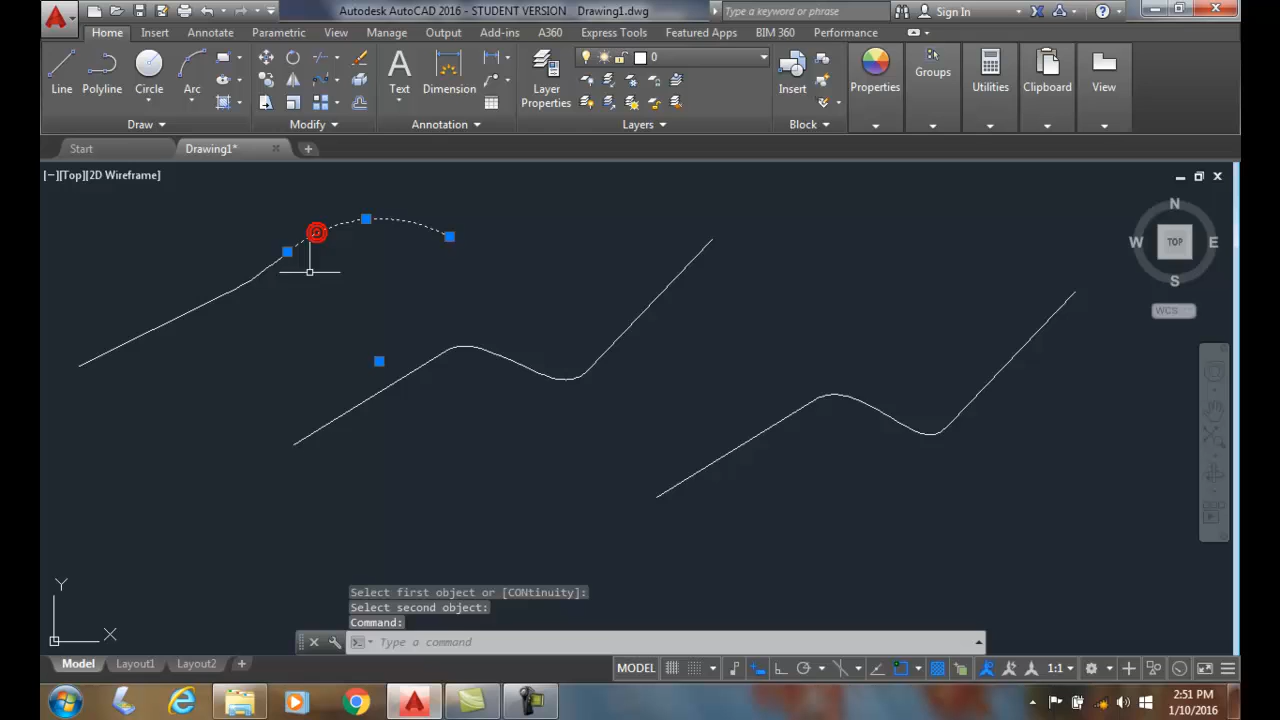 Autodesk AutoCAD 2016 - STUDENT VERSION Drawing1.dwg
Type a keyword or phrase
Sign In
Home Insert Annotate Parametric View Manage Output Add-ins A360 Express Tools Featured Apps BIM 360 Performance
Line Polyline Circle Arc
Text Dimension
Layer Properties
0
Insert
Properties Groups Utilities Clipboard View
Draw Modify Annotation Layers Block
Start Drawing1*
[−][Top][2D Wireframe]
N
W TOP E
S
WCS
Y
X
Select first object or [CONtinuity]:
Select second object:
Command:
Type a command
Model Layout1 Layout2
MODEL 1:1
2:51 PM
1/10/2016